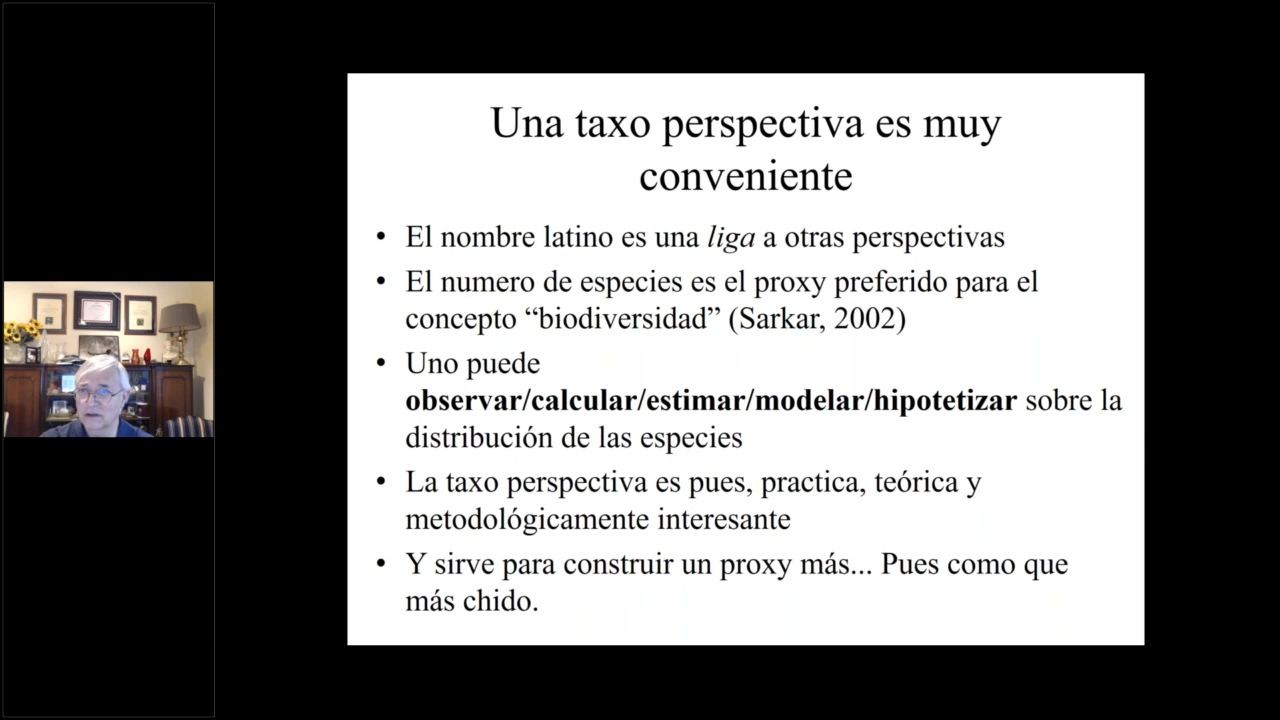 Una taxo perspectiva es muy
conveniente
• El nombre latino es una liga a otras perspectivas
• El numero de especies es el proxy preferido para el
concepto “biodiversidad” (Sarkar, 2002)
• Uno puede
observar/calcular/estimar/modelar/hipotetizar sobre la
distribución de las especies
• La taxo perspectiva es pues, practica, teórica y
metodológicamente interesante
• Y sirve para construir un proxy más... Pues como que
más chido.